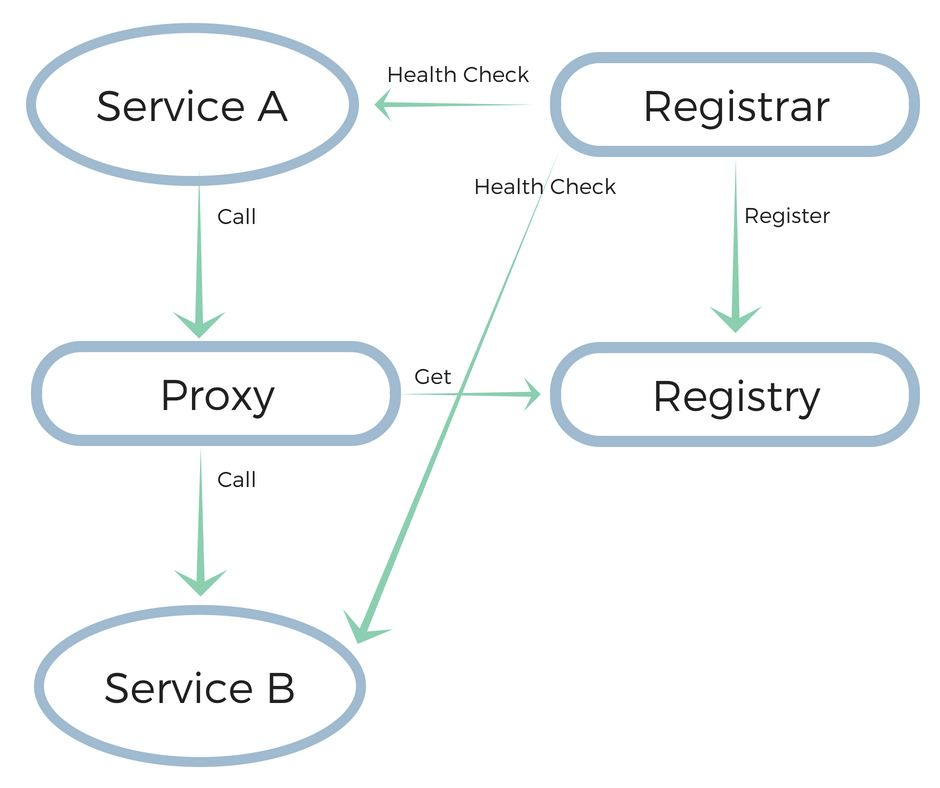 Service A
Health Check
Registrar
Health Check
Call
Register
Proxy
Get
Registry
Call
Service B